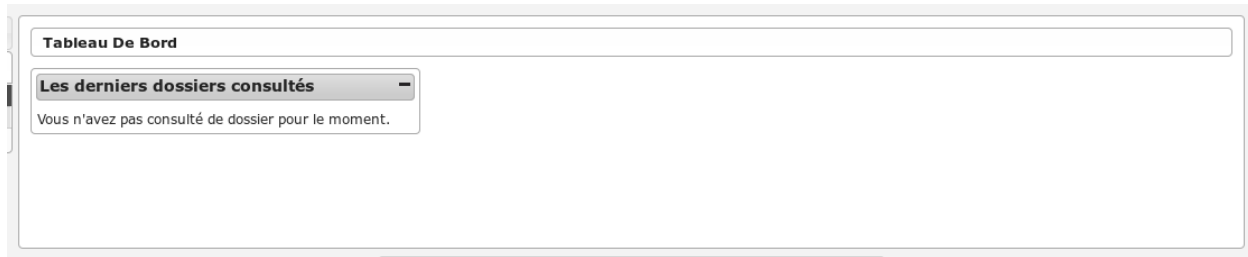 Tableau De Bord
Les derniers dossiers consultés
Vous n'avez pas consulté de dossier pour le moment.